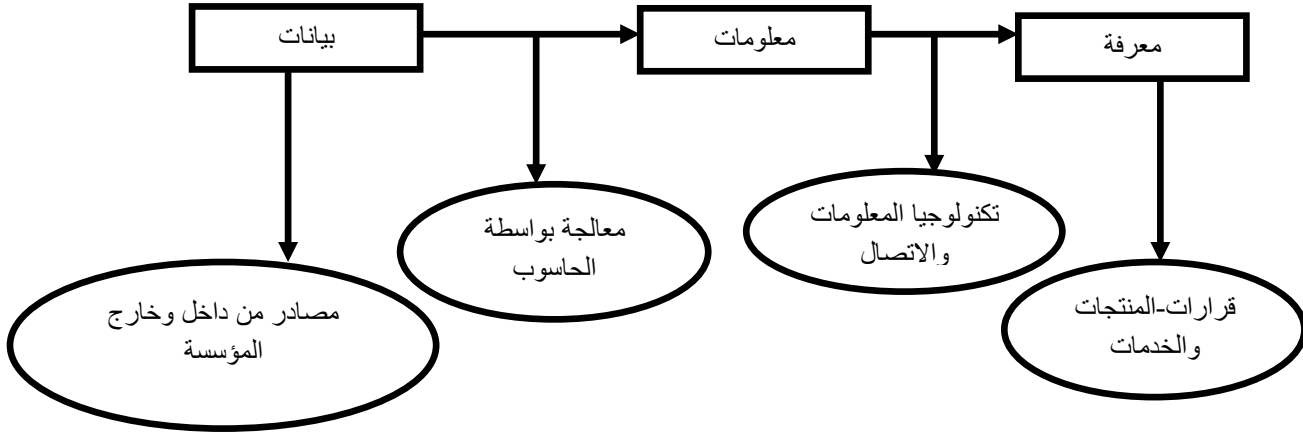 بيانات
معلومات
معرفة
معالجة بواسطة
الحاسوب
تكنولوجيا المعلومات
والاتصال
مصادر من داخل وخارج
المؤسسة
قرارات-المنتجات
والخدمات